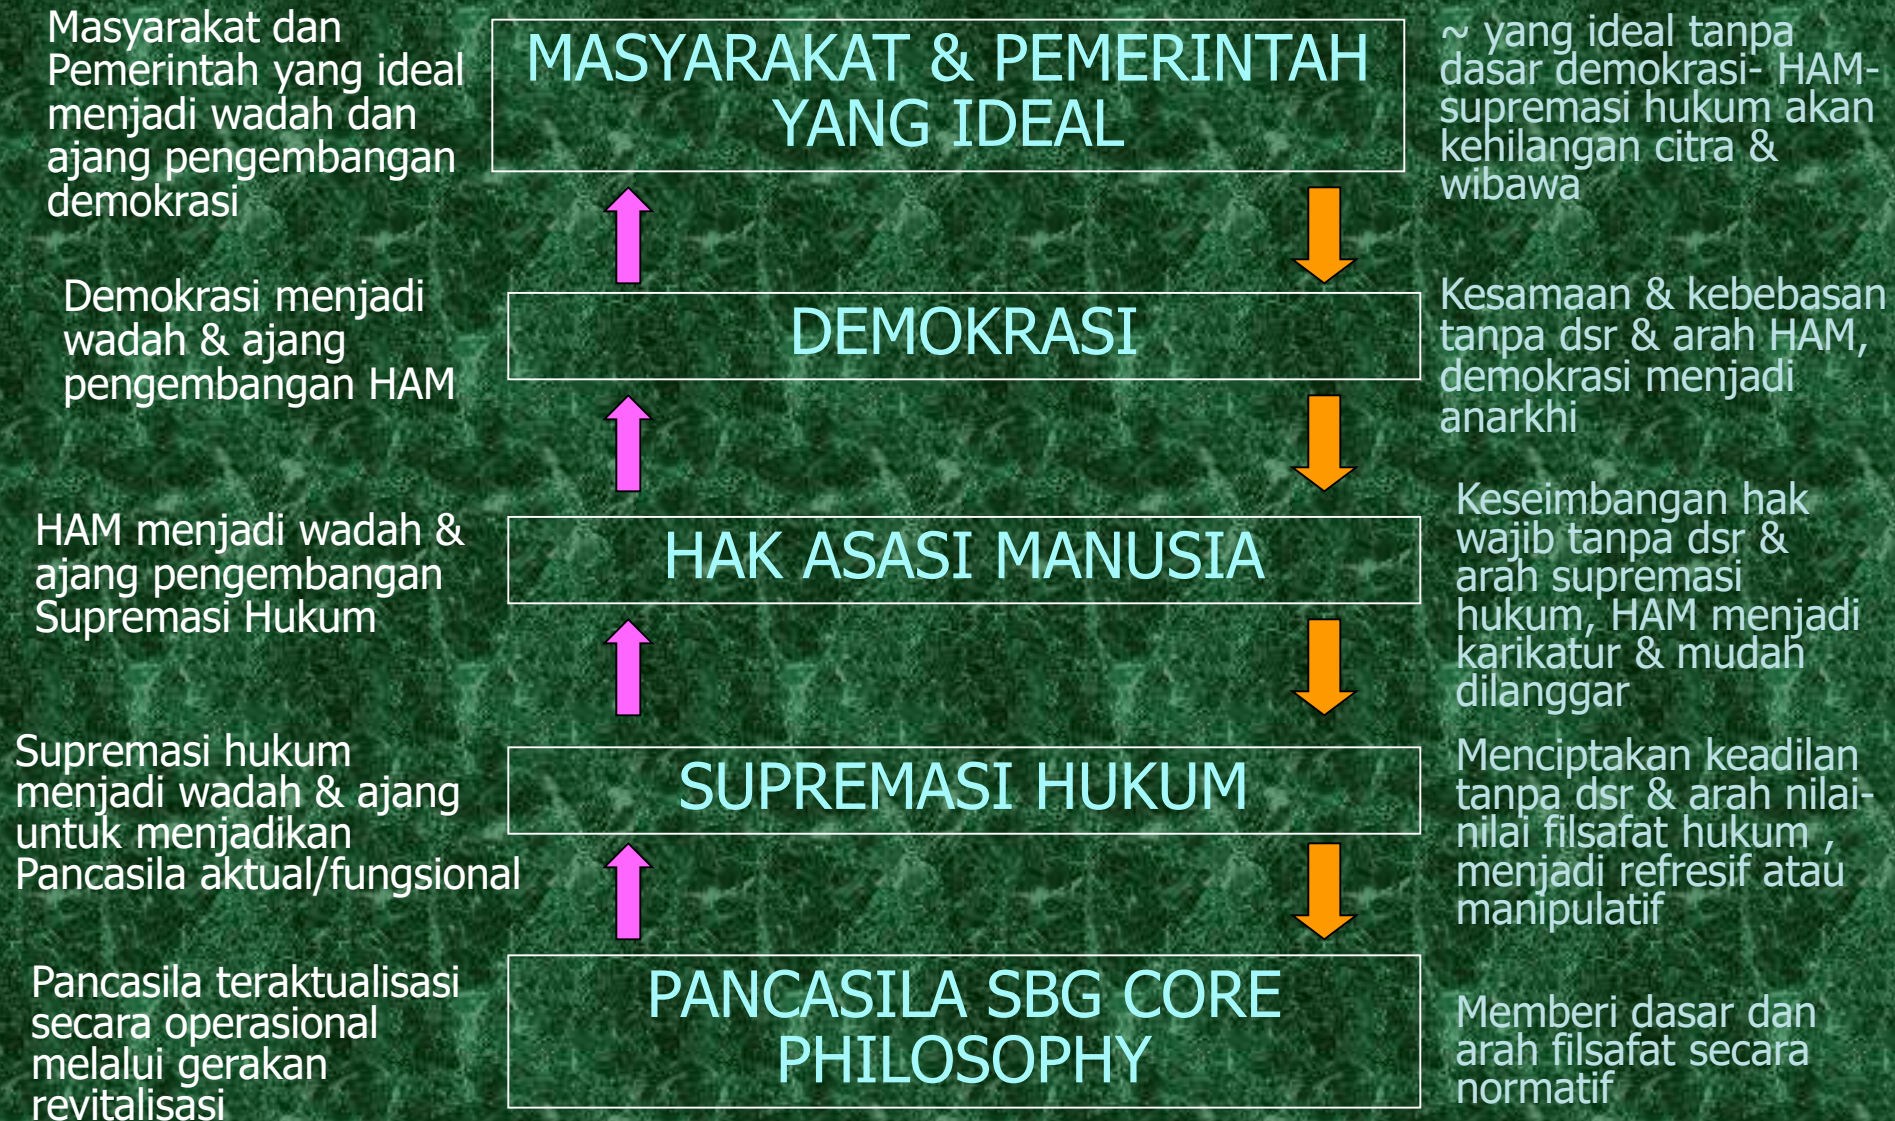 Masyarakat dan
Pemerintah yang ideal
menjadi wadah dan
ajang pengembangan
demokrasi
MASYARAKAT & PEMERINTAH
YANG IDEAL
~ yang ideal tanpa
dasar demokrasi- HAM-
supremasi hukum akan
kehilangan citra &
wibawa
Demokrasi menjadi
wadah & ajang
pengembangan HAM
DEMOKRASI
Kesamaan & kebebasan
tanpa dsr & arah HAM,
demokrasi menjadi
anarkhi
HAM menjadi wadah &
ajang pengembangan
Supremasi Hukum
HAK ASASI MANUSIA
Keseimbangan hak
wajib tanpa dsr &
arah supremasi
hukum, HAM menjadi
karikatur & mudah
dilanggar
Supremasi hukum
menjadi wadah & ajang
untuk menjadikan
Pancasila aktual/fungsional
SUPREMASI HUKUM
Menciptakan keadilan
tanpa dsr & arah nilai-
nilai filsafat hukum ,
menjadi refresif atau
manipulatif
Pancasila teraktualisasi
secara operasional
melalui gerakan
revitalisasi
PANCASILA SBG CORE
PHILOSOPHY
Memberi dasar dan
arah filsafat secara
normatif